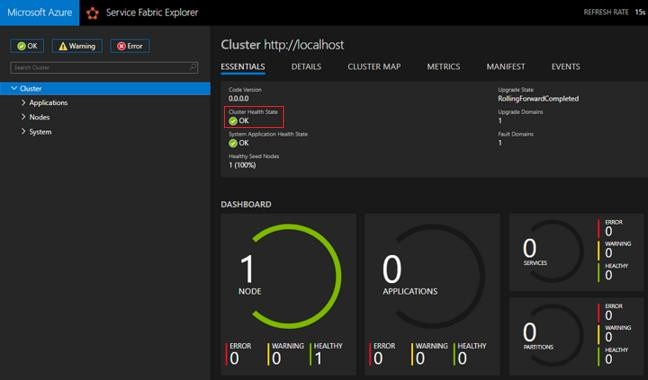 Microsoft Azure Service Fabric Explorer REFRESH RATE 15s
OK Warning Error
Search Cluster
Cluster
Applications
Nodes
System
Cluster http://localhost
ESSENTIALS DETAILS CLUSTER MAP METRICS MANIFEST EVENTS
Code Version
0.0.0.0
Cluster Health State
OK
System Application Health State
OK
Healthy Seed Nodes
1 (100%)
Upgrade State
RollingForwardCompleted
Upgrade Domains
1
Fault Domains
1
DASHBOARD
1
NODE
ERROR WARNING HEALTHY
0 0 1
0
APPLICATIONS
ERROR WARNING HEALTHY
0 0 0
0
SERVICES
ERROR
0
WARNING
0
HEALTHY
0
0
PARTITIONS
ERROR
0
WARNING
0
HEALTHY
0